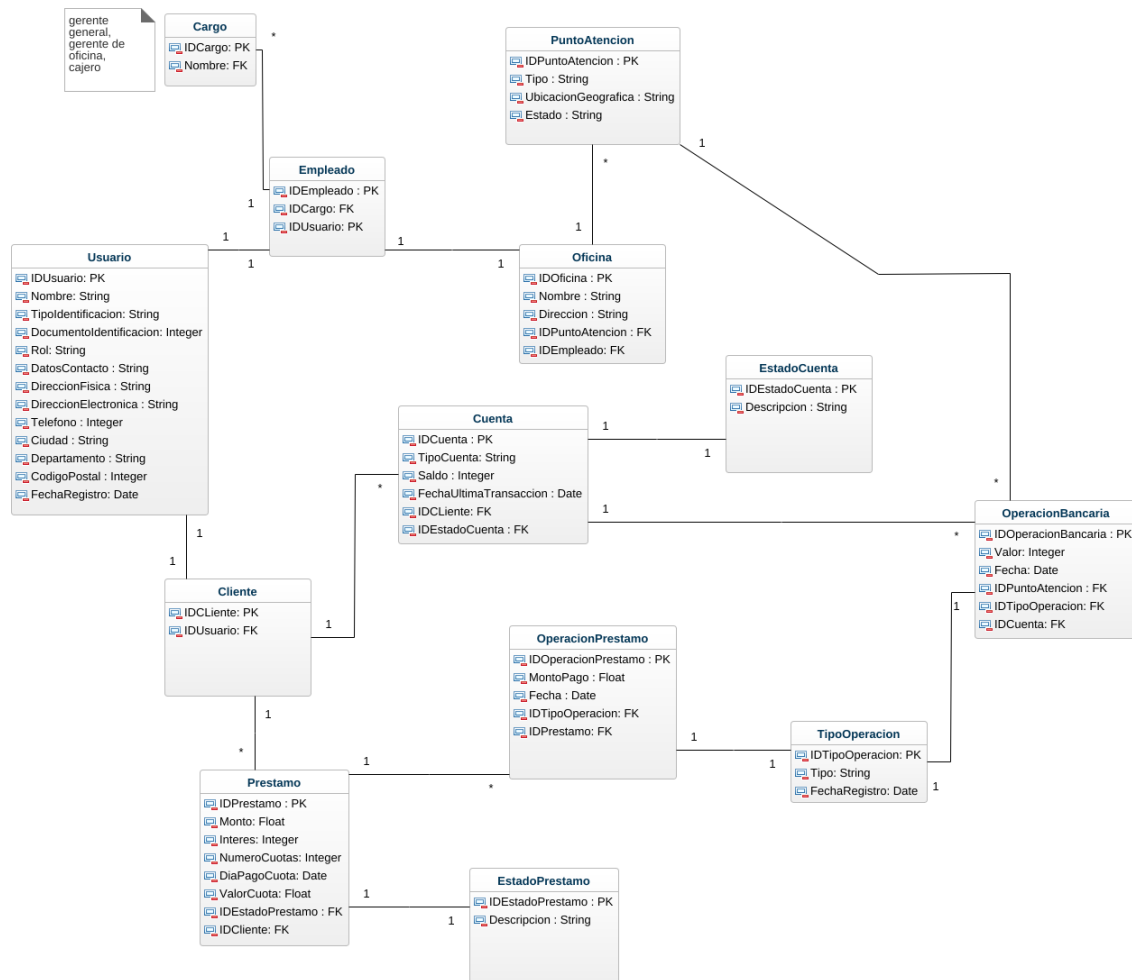 gerente
general,
gerente de
oficina,
cajero
Cargo
IDCargo: PK
Nombre: FK
*
PuntoAtencion
IDPuntoAtencion : PK
Tipo : String
UbicacionGeografica : String
Estado : String
1
*
1
Empleado
IDEmpleado : PK
IDCargo: FK
IDUsuario: PK
1
1
1
1
1
Usuario
IDUsuario: PK
Nombre: String
TipoIdentificacion: String
DocumentoIdentificacion: Integer
Rol: String
DatosContacto : String
DireccionFisica : String
DireccionElectronica : String
Telefono : Integer
Ciudad : String
Departamento : String
CodigoPostal : Integer
FechaRegistro: Date
1
1
Oficina
IDOficina : PK
Nombre : String
Direccion : String
IDPuntoAtencion : FK
IDEmpleado: FK
EstadoCuenta
IDEstadoCuenta : PK
Descripcion : String
Cuenta
IDCuenta : PK
TipoCuenta: String
Saldo : Integer
FechaUltimaTransaccion : Date
IDCLiente: FK
IDEstadoCuenta : FK
1
1
1
*
*
*
OperacionBancaria
IDOperacionBancaria : PK
Valor: Integer
Fecha: Date
IDPuntoAtencion : FK
IDTipoOperacion: FK
IDCuenta: FK
1
Cliente
IDCLiente: PK
IDUsuario: FK
1
1
*
OperacionPrestamo
IDOperacionPrestamo : PK
MontoPago : Float
Fecha : Date
IDTipoOperacion: FK
IDPrestamo: FK
1
1
TipoOperacion
IDTipoOperacion: PK
Tipo: String
FechaRegistro: Date
1
Prestamo
IDPrestamo : PK
Monto: Float
Interes: Integer
NumeroCuotas: Integer
DiaPagoCuota: Date
ValorCuota: Float
IDEstadoPrestamo : FK
IDCliente: FK
1
*
1
1
EstadoPrestamo
IDEstadoPrestamo : PK
Descripcion : String